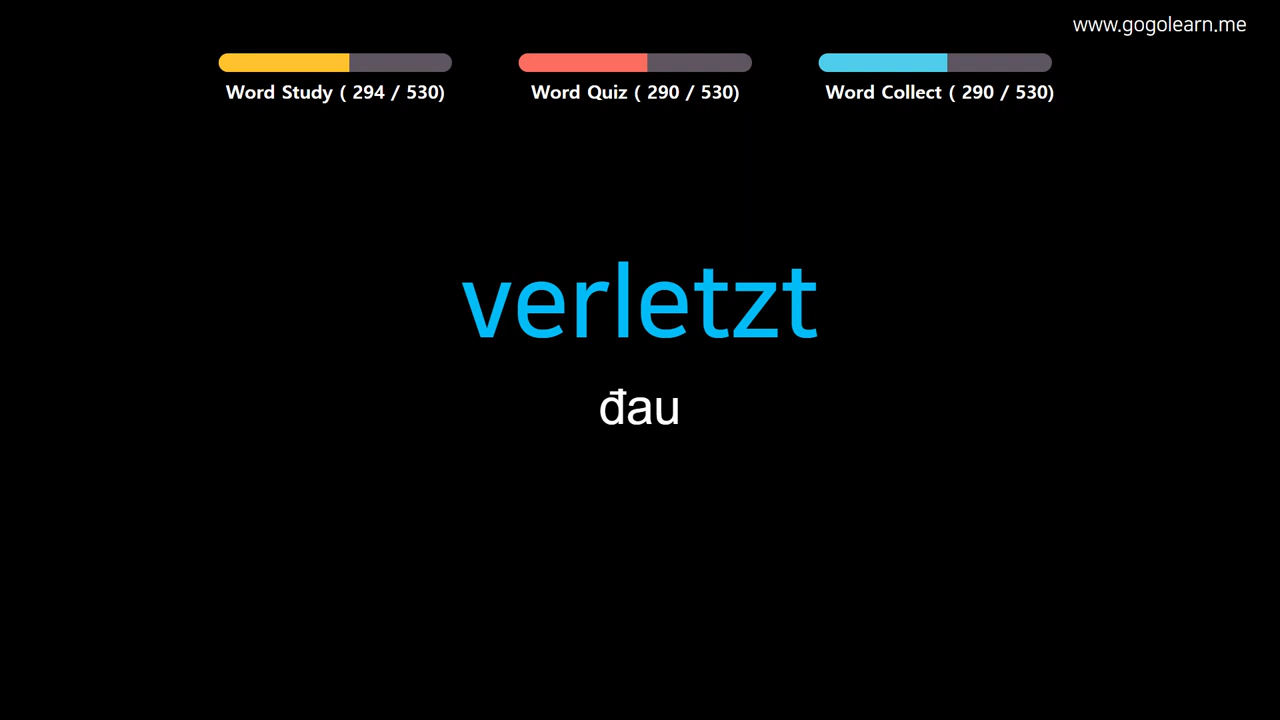 www.gogolearn.me
Word Study ( 294 / 530)
Word Quiz ( 290 / 530)
Word Collect ( 290 / 530)
verletzt
đau